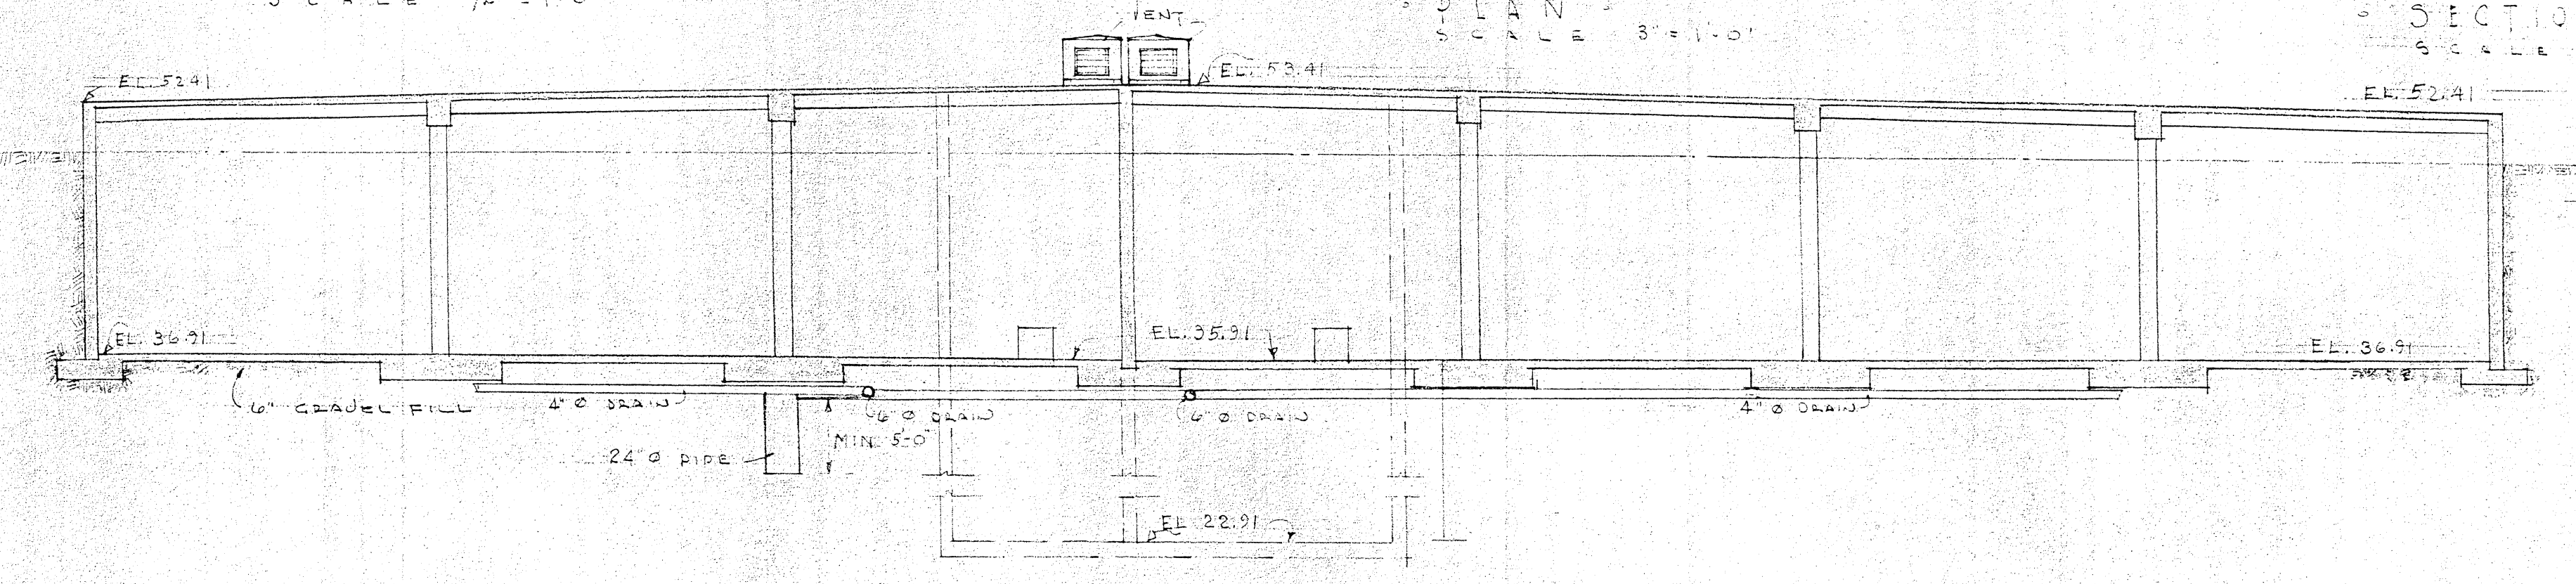 SCALE
PLAN
SCALE 3"=1'-0"
SECTIO
SCALE
VENT
EL. 52.41
EL. 53.41
EL. 52.41
EL. 36.91
EL. 35.91
EL. 36.91
6" GRAVEL FILL
4" Ø DRAIN
6" Ø DRAIN
6" Ø DRAIN
4" Ø DRAIN
MIN. 5'-0"
24" Ø PIPE
EL. 22.91